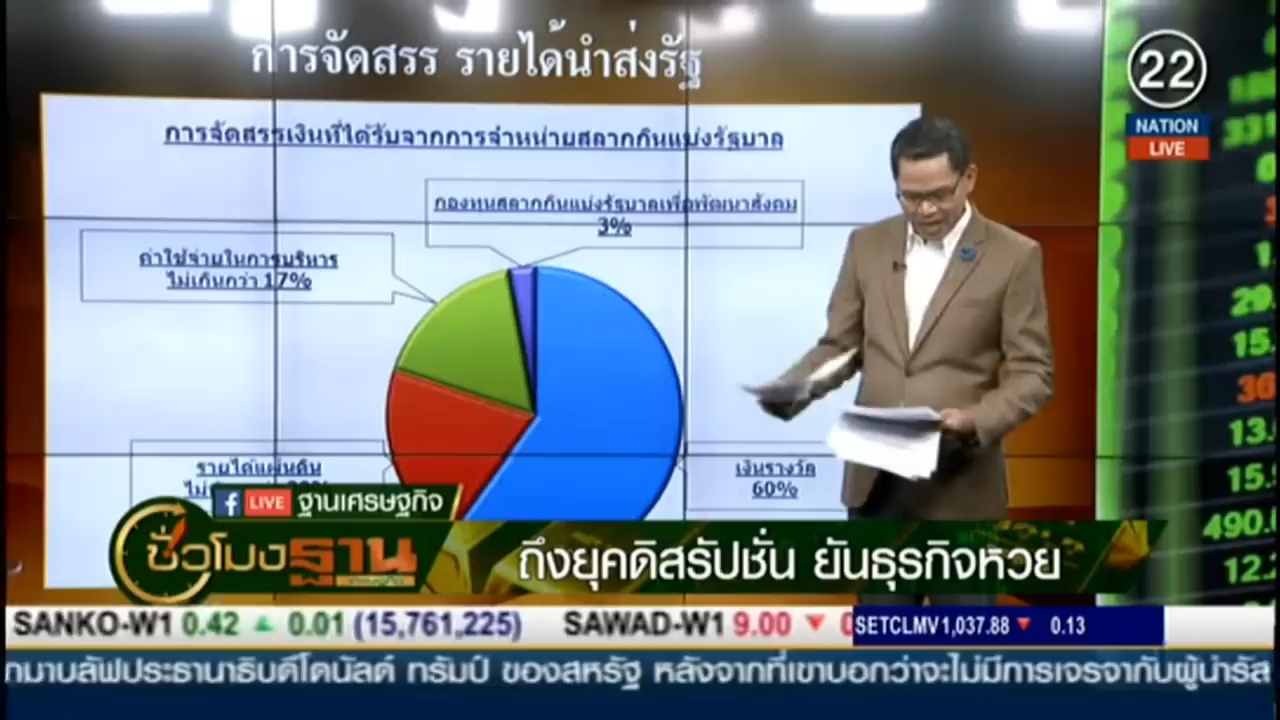 การจัดสรร รายได้นำส่งรัฐ
22
NATION
LIVE
การจัดสรรเงินที่ได้รับจากการจำหน่ายสลากกินแบ่งรัฐบาล
กองทุนสลากกินแบ่งรัฐบาลเพื่อพัฒนาสังคม
3%
ค่าใช้จ่ายในการบริหาร
ไม่เกินกว่า 17%
รายได้แผ่นดิน
เงินรางวัล
60%
f LIVE ฐานเศรษฐกิจ
ชั่วโมงฐาน
ถึงยุคดิสรัปชั่น ยันธุรกิจหวย
SANKO-W1 0.42 0.01 (15,761,225) SAWAD-W1 9.00
SETCLMV 1,037.88 0.13
ทมาบลัฟประธานาธิบดีโดนัลด์ ทรัมป์ ของสหรัฐ หลังจากที่เขาบอกว่าจะไม่มีการเจรจากับผู้นำรัส
15.
13.
490.
12.